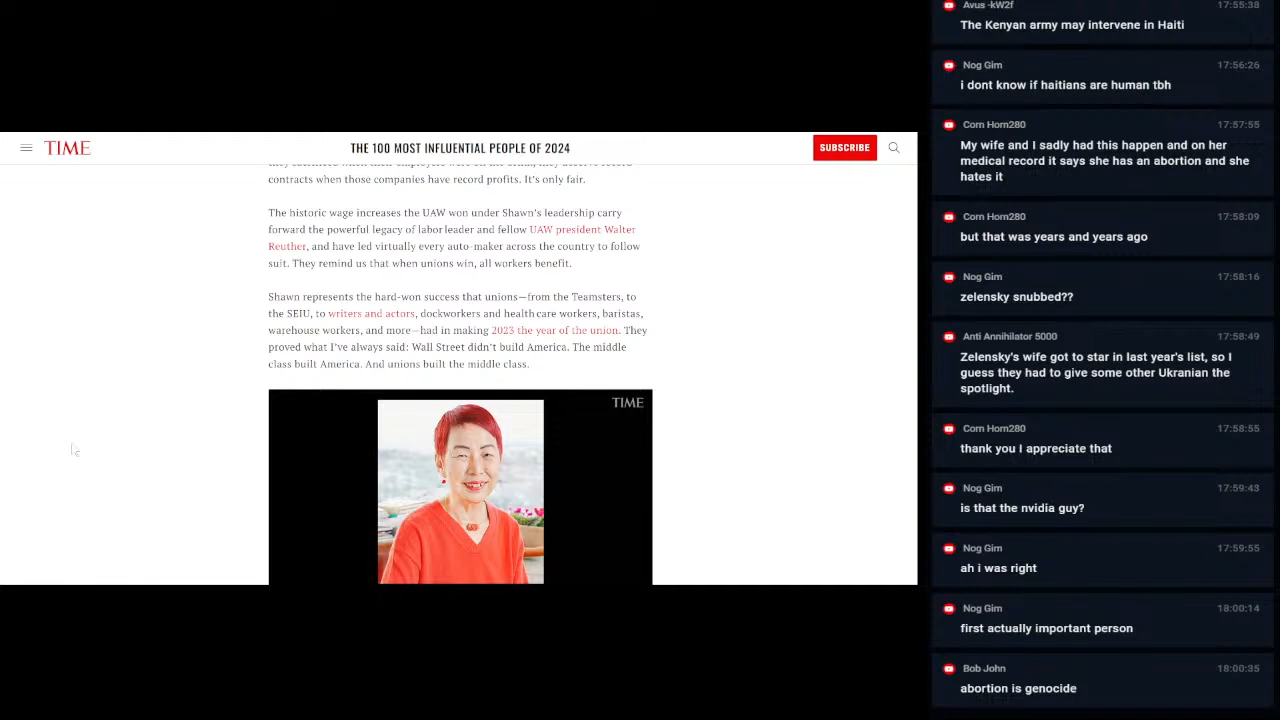 TIME
THE 100 MOST INFLUENTIAL PEOPLE OF 2024
SUBSCRIBE
contracts when those companies have record profits. It's only fair.
The historic wage increases the UAW won under Shawn's leadership carry
forward the powerful legacy of labor leader and fellow UAW president Walter
Reuther, and have led virtually every auto-maker across the country to follow
suit. They remind us that when unions win, all workers benefit.
Shawn represents the hard-won success that unions—from the Teamsters, to
the SEIU, to writers and actors, dockworkers and health care workers, baristas,
warehouse workers, and more—had in making 2023 the year of the union. They
proved what I've always said: Wall Street didn't build America. The middle
class built America. And unions built the middle class.
TIME
Avus -kW2f 17:55:38
The Kenyan army may intervene in Haiti
Nog Gim 17:56:26
i dont know if haitians are human tbh
Corn Horn280 17:57:55
My wife and I sadly had this happen and on her
medical record it says she has an abortion and she
hates it
Corn Horn280 17:58:09
but that was years and years ago
Nog Gim 17:58:16
zelensky snubbed??
Anti Annihilator 5000 17:58:49
Zelensky's wife got to star in last year's list, so I
guess they had to give some other Ukranian the
spotlight.
Corn Horn280 17:58:55
thank you I appreciate that
Nog Gim 17:59:43
is that the nvidia guy?
Nog Gim 17:59:55
ah i was right
Nog Gim 18:00:14
first actually important person
Bob John 18:00:35
abortion is genocide